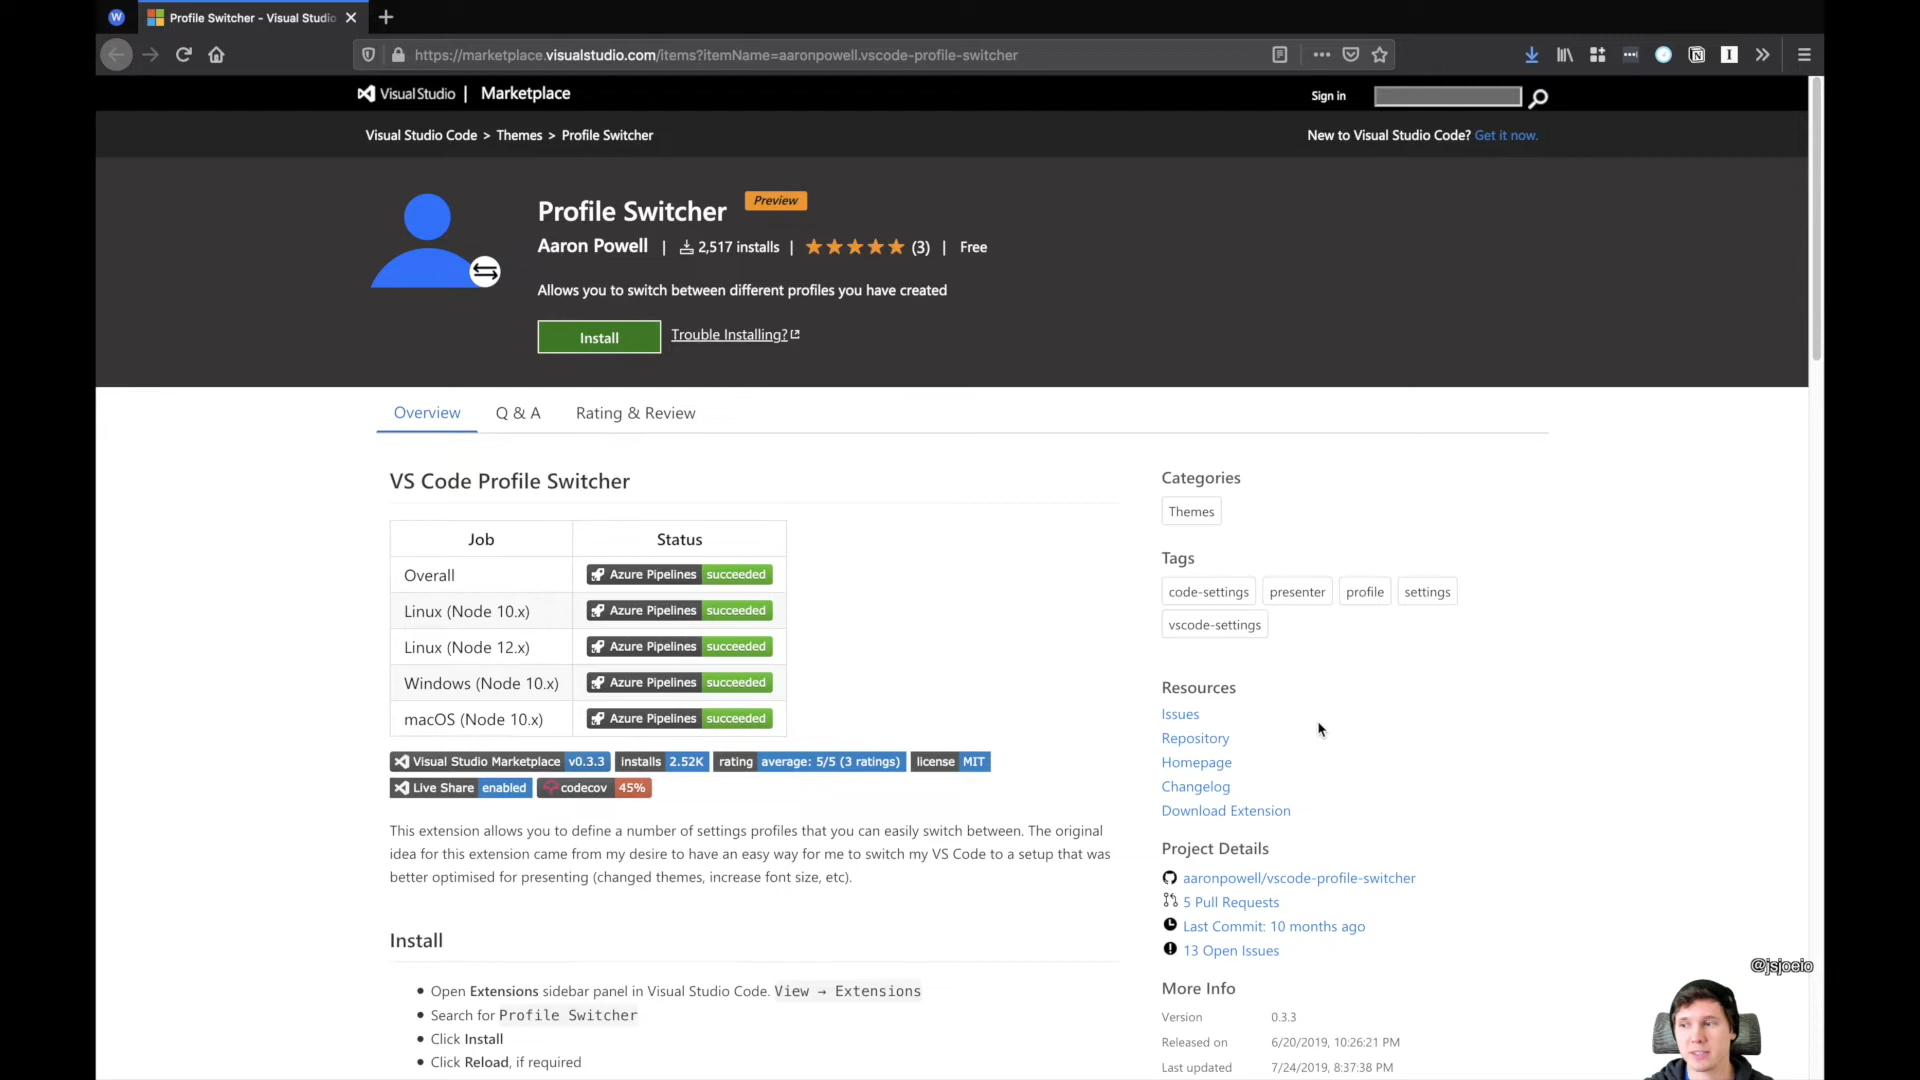 Profile Switcher - Visual Studio
https://marketplace.visualstudio.com/items?itemName=aaronpowell.vscode-profile-switcher
Visual Studio | Marketplace
Sign in
Visual Studio Code > Themes > Profile Switcher
New to Visual Studio Code? Get it now.
Profile Switcher Preview
Aaron Powell | 2,517 installs | (3) | Free
Allows you to switch between different profiles you have created
Install Trouble Installing?
Overview Q & A Rating & Review
VS Code Profile Switcher
Job Status
Overall Azure Pipelines succeeded
Linux (Node 10.x) Azure Pipelines succeeded
Linux (Node 12.x) Azure Pipelines succeeded
Windows (Node 10.x) Azure Pipelines succeeded
macOS (Node 10.x) Azure Pipelines succeeded
Visual Studio Marketplace v0.3.3 installs 2.52K rating average: 5/5 (3 ratings) license MIT
Live Share enabled codecov 45%
This extension allows you to define a number of settings profiles that you can easily switch between. The original
idea for this extension came from my desire to have an easy way for me to switch my VS Code to a setup that was
better optimised for presenting (changed themes, increase font size, etc).
Install
• Open Extensions sidebar panel in Visual Studio Code. View → Extensions
• Search for Profile Switcher
• Click Install
• Click Reload, if required
Categories
Themes
Tags
code-settings presenter profile settings
vscode-settings
Resources
Issues
Repository
Homepage
Changelog
Download Extension
Project Details
aaronpowell/vscode-profile-switcher
5 Pull Requests
Last Commit: 10 months ago
13 Open Issues
More Info
Version 0.3.3
Released on 6/20/2019, 10:26:21 PM
Last updated 7/24/2019, 8:37:38 PM
@jsjoeio